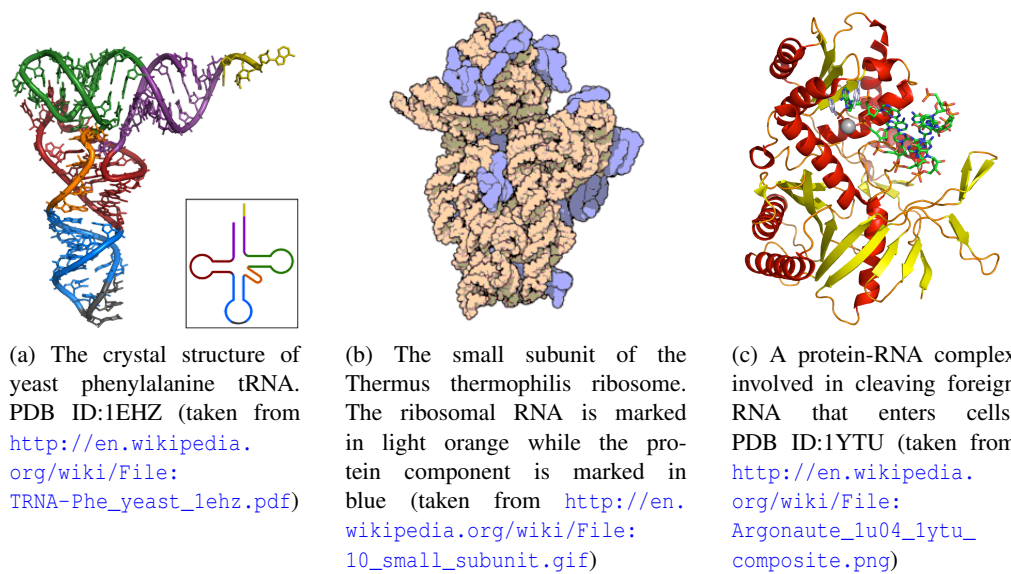 (a) The crystal structure of
yeast phenylalanine tRNA.
PDB ID:1EHZ (taken from
http://en.wikipedia.
org/wiki/File:
TRNA-Phe_yeast_1ehz.pdf)
(b) The small subunit of the
Thermus thermophilis ribosome.
The ribosomal RNA is marked
in light orange while the pro-
tein component is marked in
blue (taken from http://en.
wikipedia.org/wiki/File:
10_small_subunit.gif)
(c) A protein-RNA complex
involved in cleaving foreign
RNA that enters cells.
PDB ID:1YTU (taken from
http://en.wikipedia.
org/wiki/File:
Argonaute_1u04_1ytu_
composite.png)